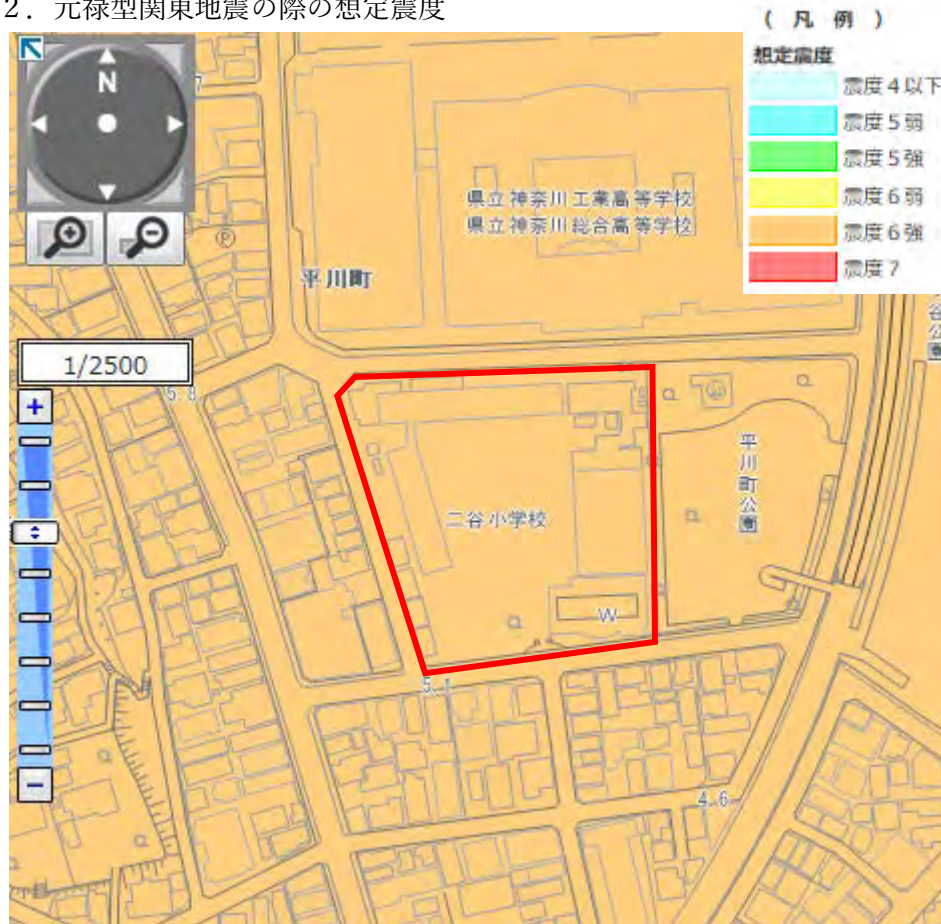 2．元禄型関東地震の際の想定震度
（ 凡 例 ）
想定震度
震度４以下
震度５弱
震度５強
震度６弱
震度６強
震度７
N
7
県立神奈川工業高等学校
県立神奈川総合高等学校
P
平川町
谷公園
1/2500
5.8
+
平川町公園
二谷小学校
W
5.1
4.6
−